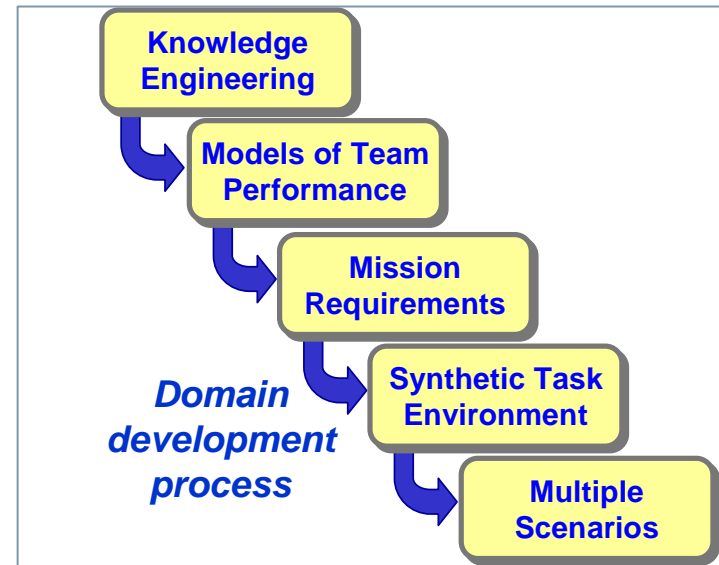 Knowledge
Engineering
Models of Team
Performance
Mission
Requirements
Synthetic Task
Environment
Domain
development
process
Multiple
Scenarios